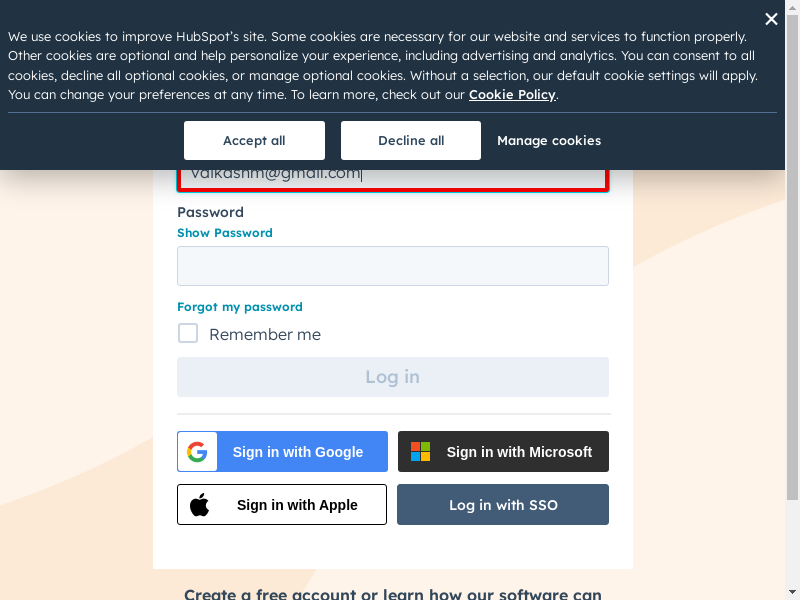 We use cookies to improve HubSpot's site. Some cookies are necessary for our website and services to function properly.
Other cookies are optional and help personalize your experience, including advertising and analytics. You can consent to all
cookies, decline all optional cookies, or manage optional cookies. Without a selection, our default cookie settings will apply.
You can change your preferences at any time. To learn more, check out our Cookie Policy.
Accept all
Decline all
Manage cookies
valkashm@gmail.com
Password
Show Password
Forgot my password
Remember me
Log in
Sign in with Google
Sign in with Microsoft
Sign in with Apple
Log in with SSO
Create a free account or learn how our software can